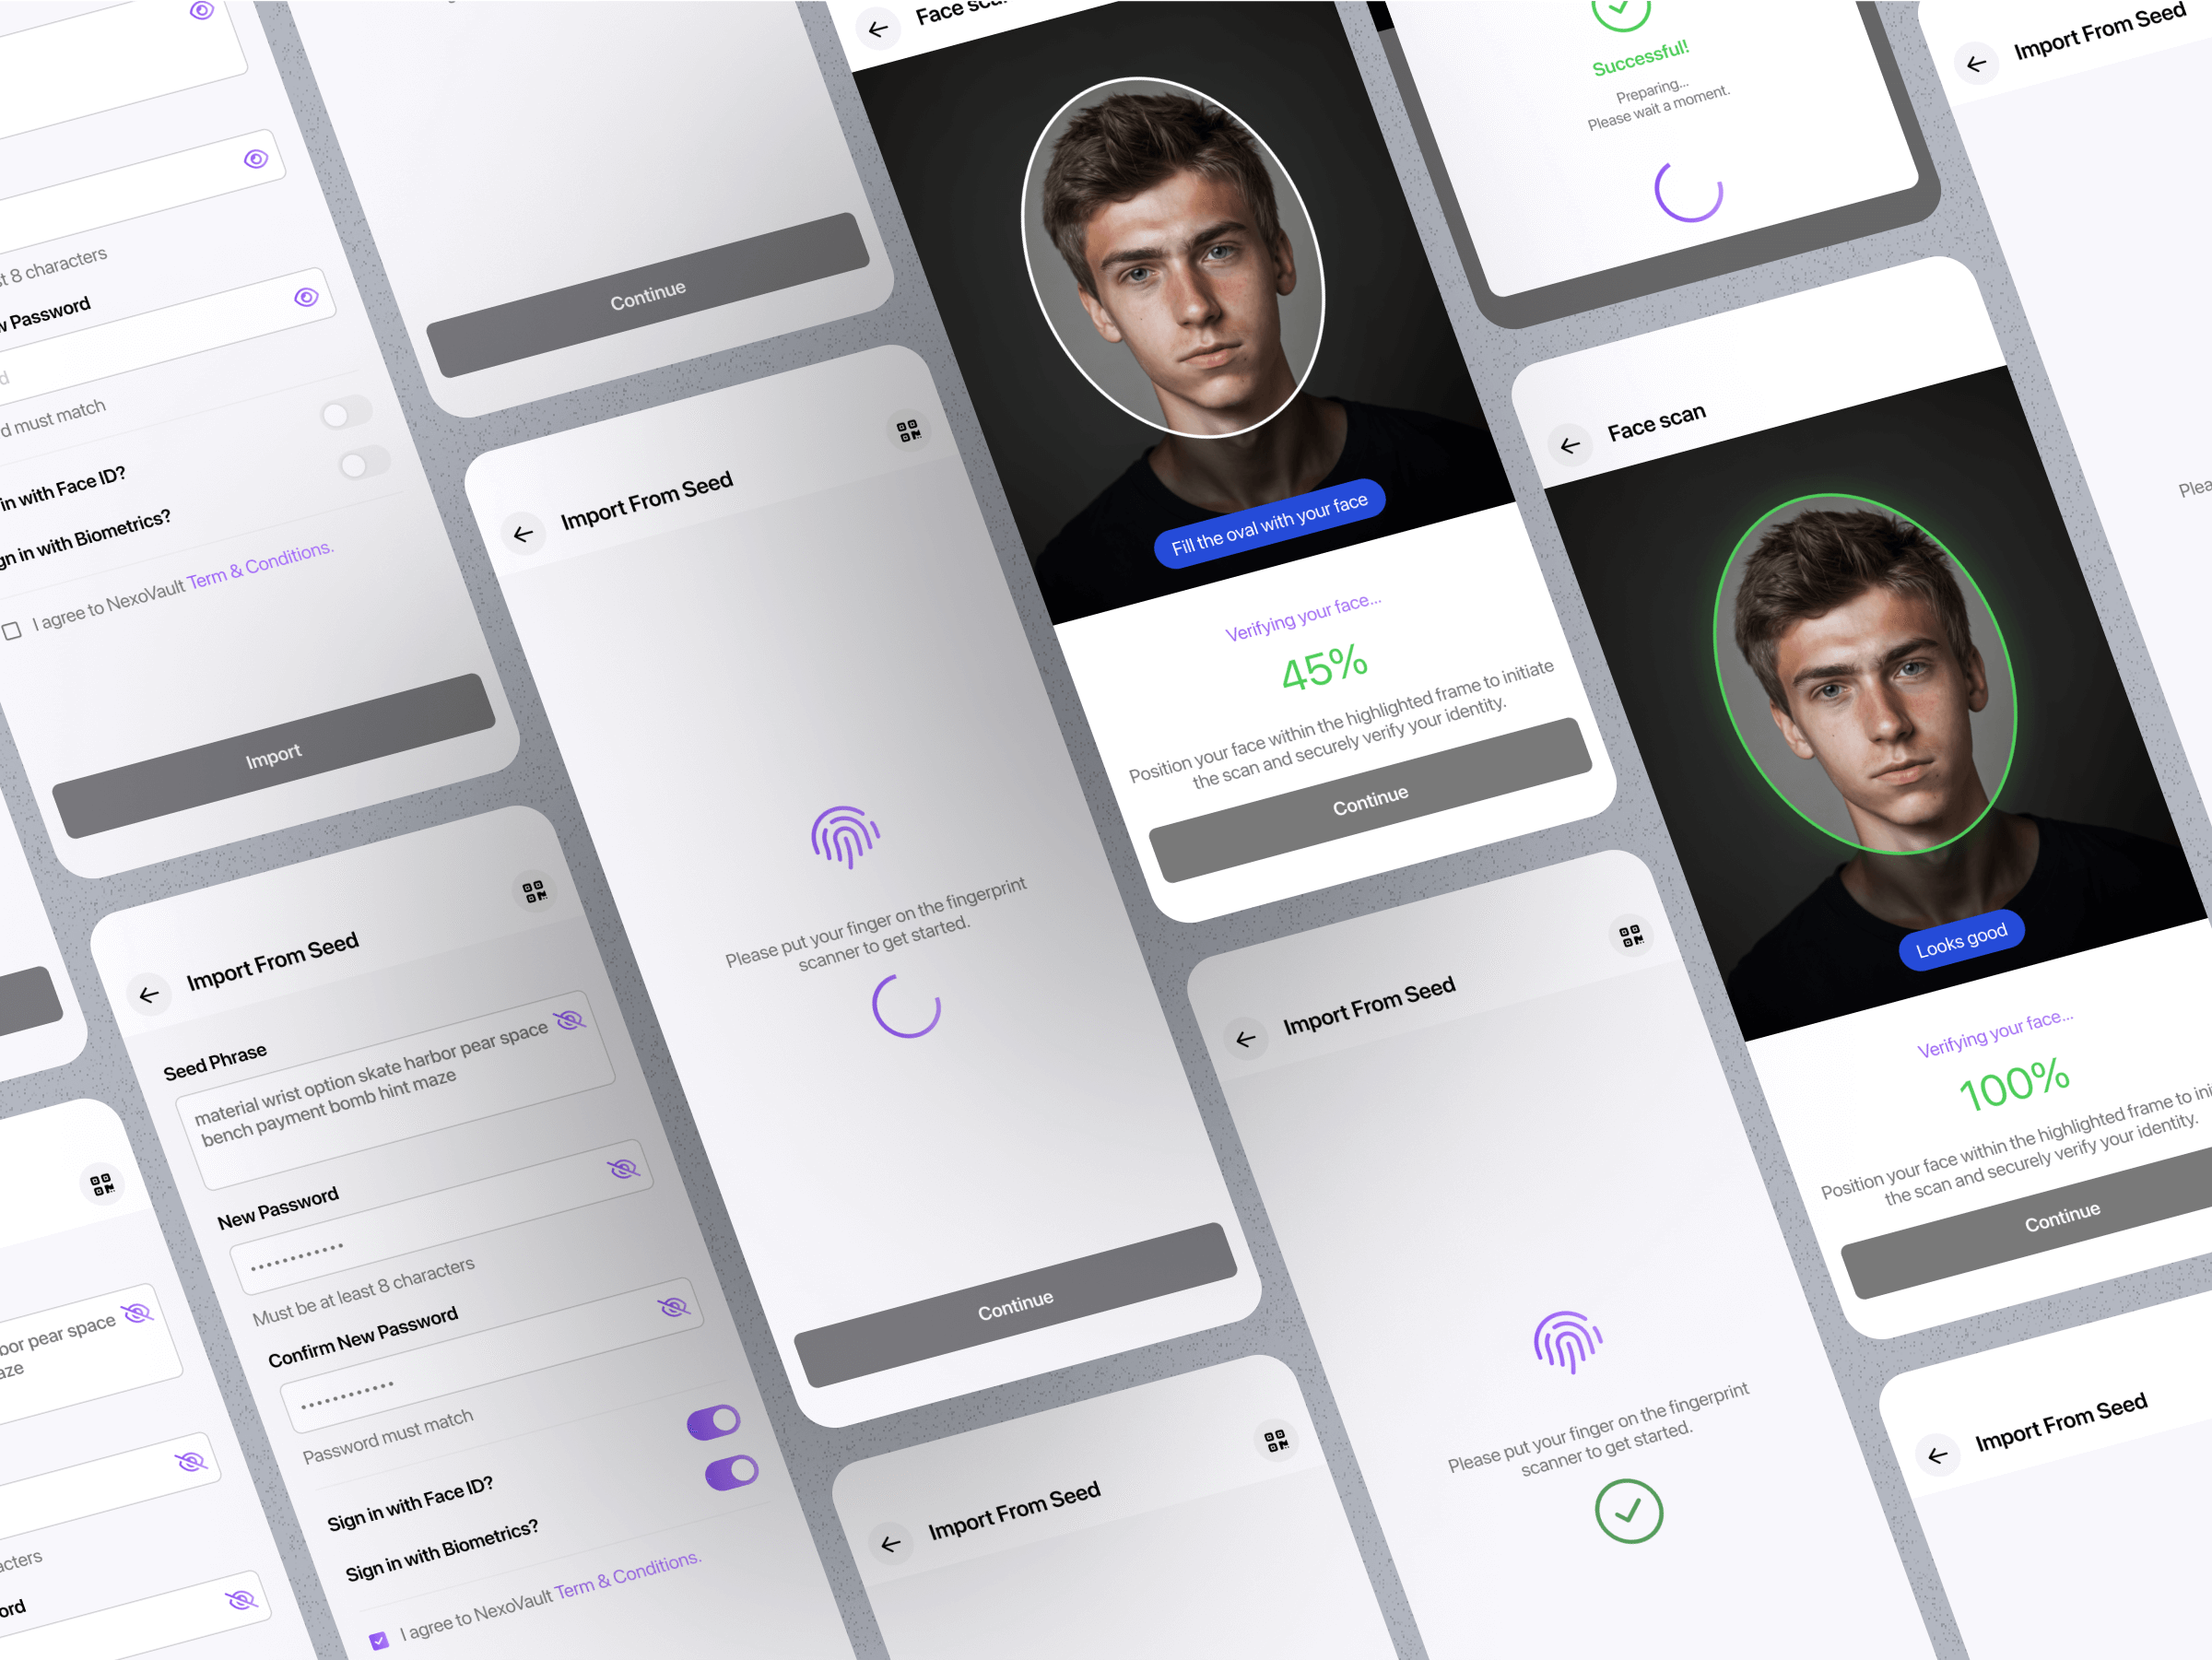 st 8 characters
w Password
d
d must match
in with Face ID?
gn in with Biometrics?
I agree to NexoVault Term & Conditions.
Import
Continue
Import From Seed
Please put your finger on the fingerprint
scanner to get started.
Continue
Import From Seed
Seed Phrase
material wrist option skate harbor pear space
bench payment bomb hint maze
New Password
••••••••••••
Must be at least 8 characters
Confirm New Password
••••••••••••
Password must match
Sign in with Face ID?
Sign in with Biometrics?
I agree to NexoVault Term & Conditions.
bor pear space
aze
acters
ord
Face scan
Fill the oval with your face
Verifying your face...
45%
Position your face within the highlighted frame to initiate
the scan and securely verify your identity.
Continue
Import From Seed
Please put your finger on the fingerprint
scanner to get started.
Import From Seed
Successful!
Preparing...
Please wait a moment.
Face scan
Looks good
Verifying your face...
100%
Position your face within the highlighted frame to ini
the scan and securely verify your identity.
Continue
Import From Seed
Import From Seed
Plea